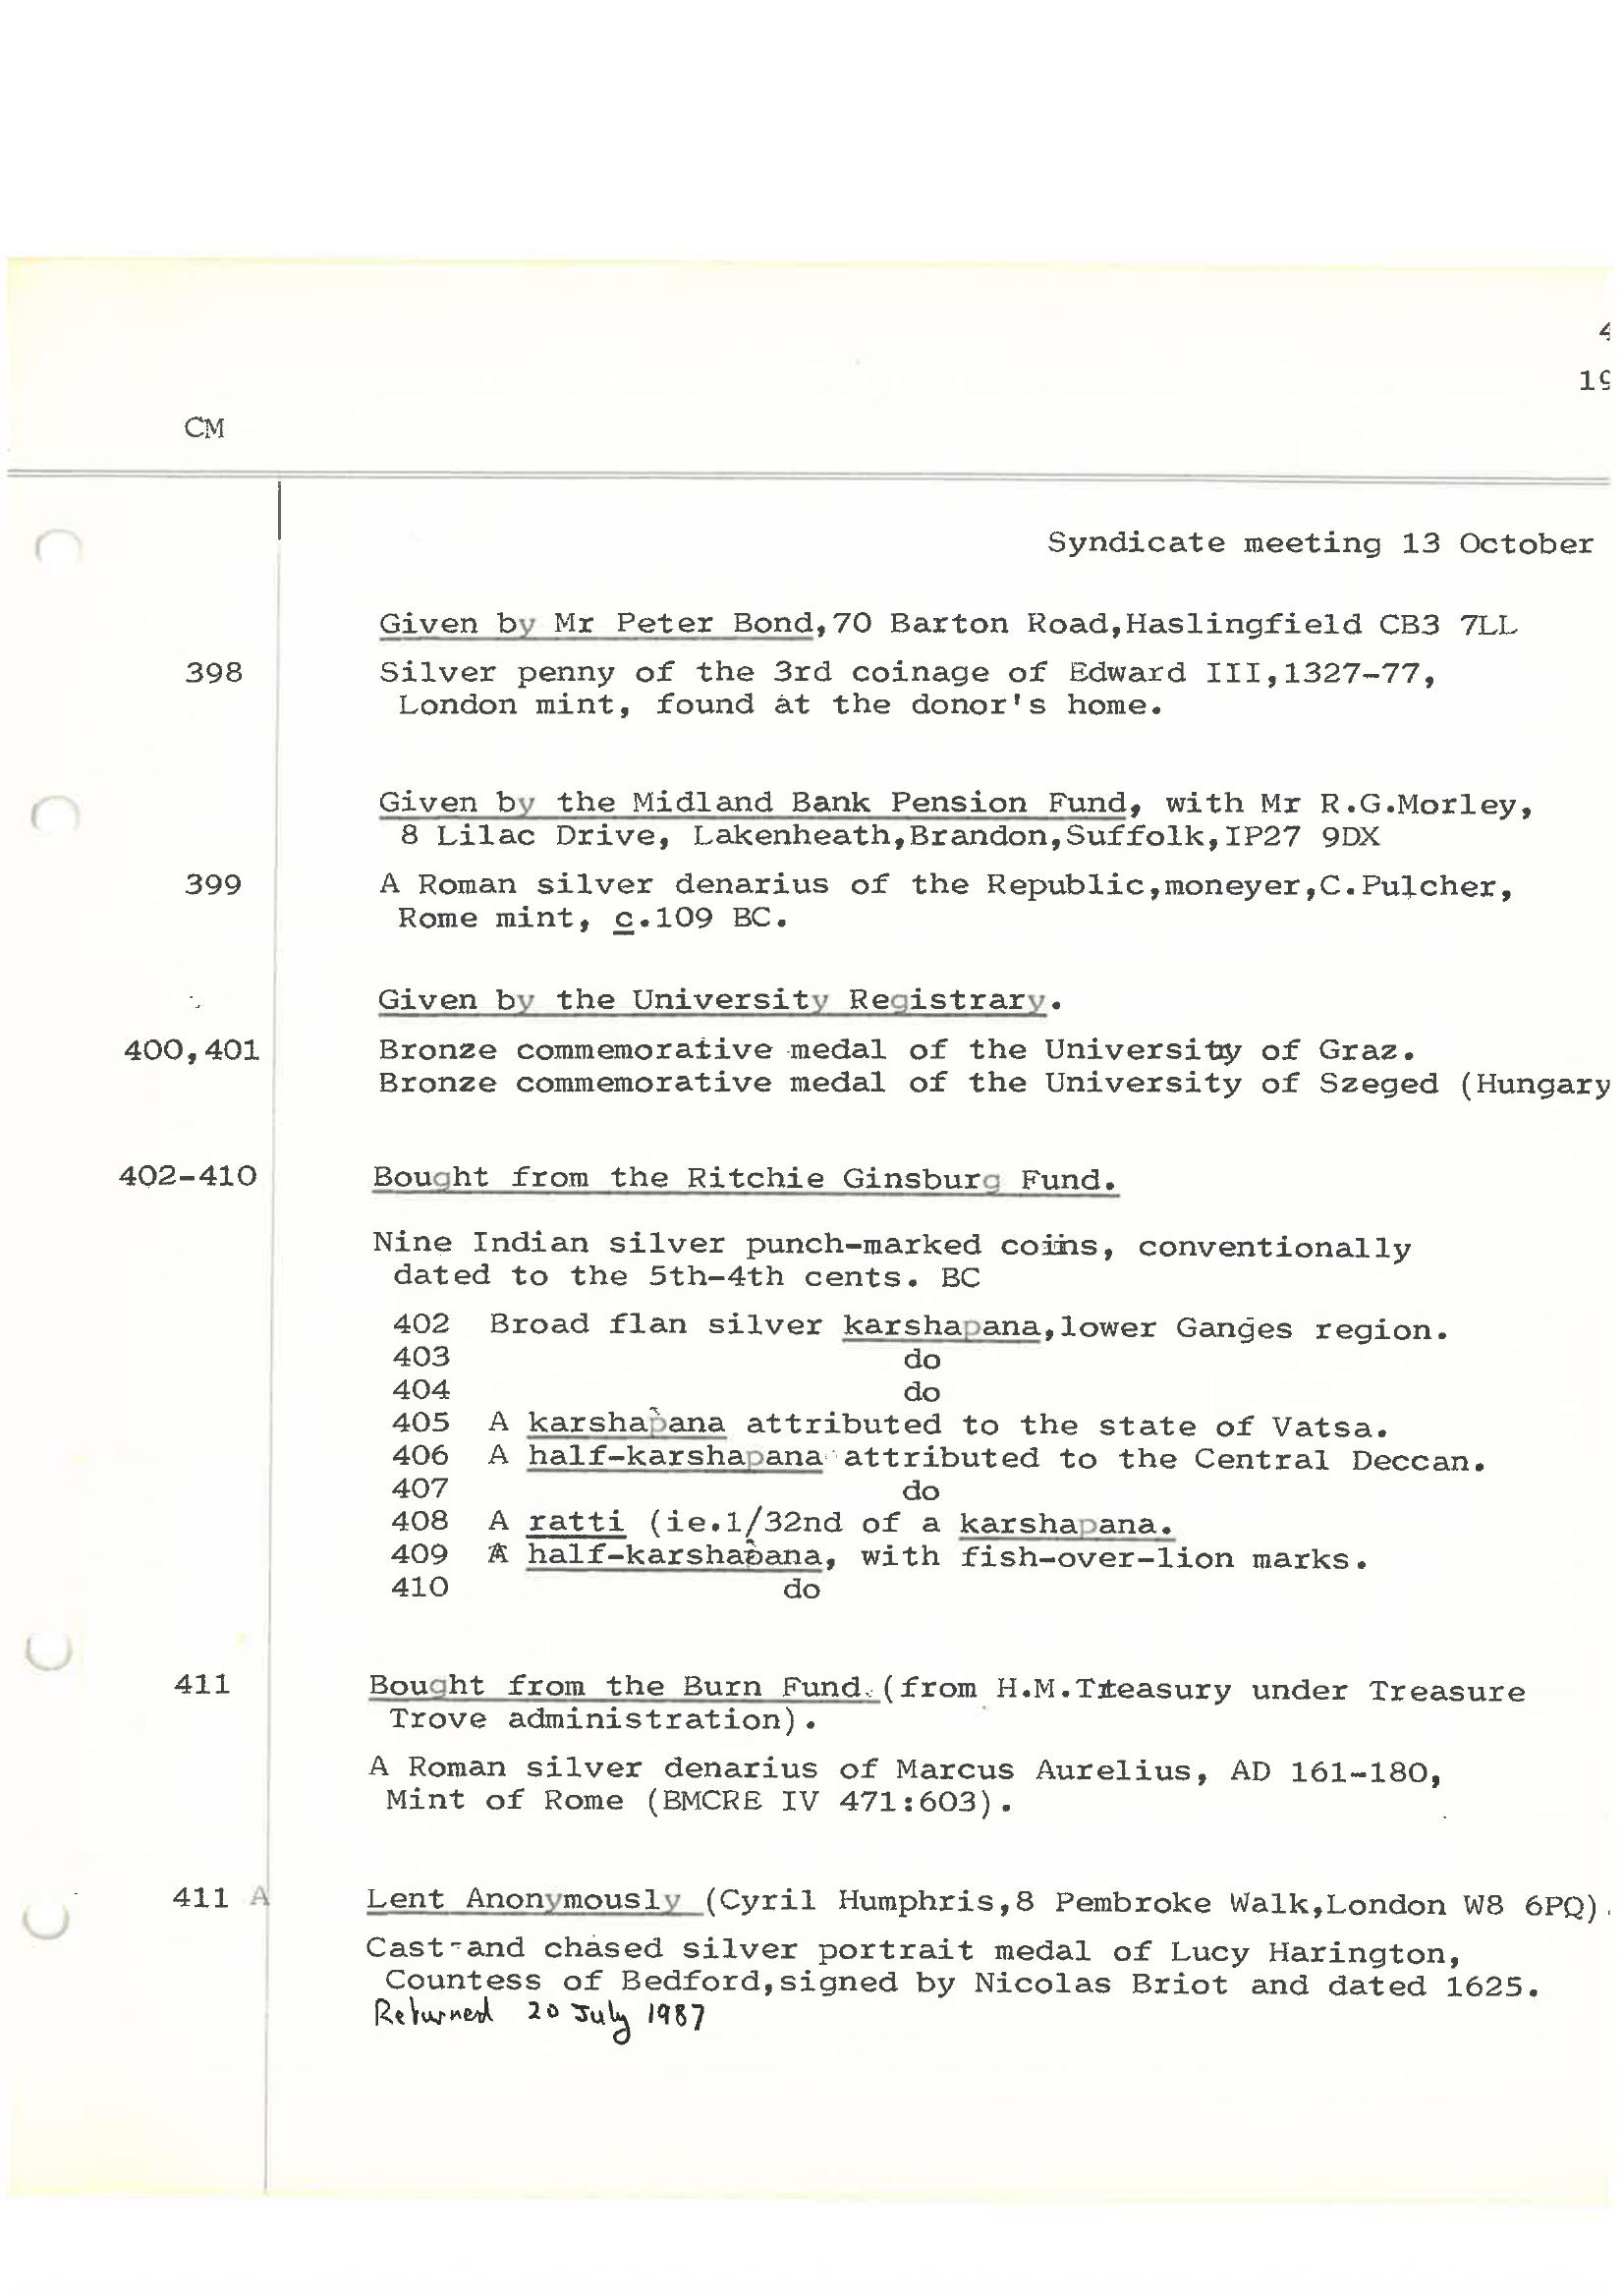 4
19
CM
Syndicate meeting 13 October
Given by Mr Peter Bond,70 Barton Road,Haslingfield CB3 7LL
398 Silver penny of the 3rd coinage of Edward III,1327-77,
London mint, found at the donor's home.
Given by the Midland Bank Pension Fund, with Mr R.G.Morley,
8 Lilac Drive, Lakenheath,Brandon,Suffolk,IP27 9DX
399 A Roman silver denarius of the Republic,moneyer,C.Pulcher,
Rome mint, c.109 BC.
Given by the University Registrary.
400,401 Bronze commemorative medal of the University of Graz.
Bronze commemorative medal of the University of Szeged (Hungary
402-410 Bought from the Ritchie Ginsburg Fund.
Nine Indian silver punch-marked coins, conventionally
dated to the 5th-4th cents. BC
402 Broad flan silver karshapana,lower Ganges region.
403 do
404 do
405 A karshapana attributed to the state of Vatsa.
406 A half-karshapana attributed to the Central Deccan.
407 do
408 A ratti (ie.1/32nd of a karshapana.
409 A half-karshapana, with fish-over-lion marks.
410 do
411 Bought from the Burn Fund.(from H.M.Treasury under Treasure
Trove administration).
A Roman silver denarius of Marcus Aurelius, AD 161-180,
Mint of Rome (BMCRE IV 471:603).
411 A Lent Anonymously (Cyril Humphris,8 Pembroke Walk,London W8 6PQ).
Cast and chased silver portrait medal of Lucy Harington,
Countess of Bedford,signed by Nicolas Briot and dated 1625.
Returned 20 July 1987